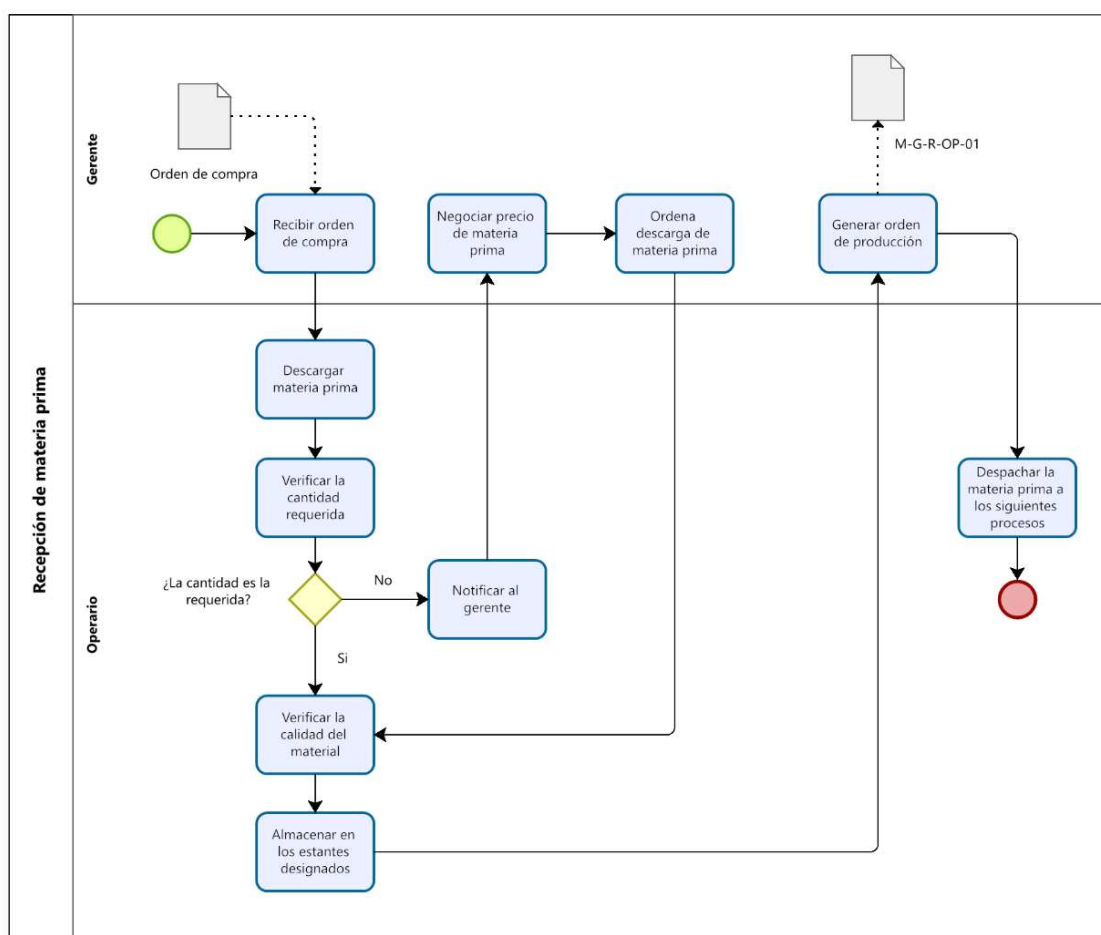 Recepción de materia prima
Gerente
Orden de compra
M-G-R-OP-01
Recibir orden
de compra
Negociar precio
de materia
prima
Ordena
descarga de
materia prima
Generar orden
de producción
Operario
Descargar
materia prima
Verificar la
cantidad
requerida
Despachar la
materia prima a
los siguientes
procesos
¿La cantidad es la
requerida?
No
Notificar al
gerente
Si
Verificar la
calidad del
material
Almacenar en
los estantes
designados